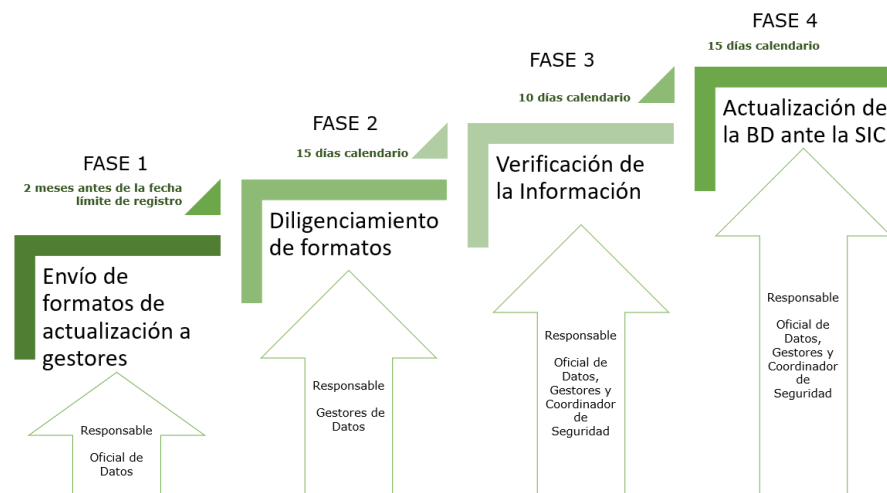 FASE 1
2 meses antes de la fecha
límite de registro
Envío de
formatos de
actualización a
gestores
Responsable
Oficial de
Datos
FASE 2
15 días calendario
Diligenciamiento
de formatos
Responsable
Gestores de
Datos
FASE 3
10 días calendario
Verificación de
la Información
Responsable
Oficial de
Datos,
Gestores y
Coordinador
de
Seguridad
FASE 4
15 días calendario
Actualización de
la BD ante la SIC
Responsable
Oficial de
Datos,
Gestores y
Coordinador
de
Seguridad